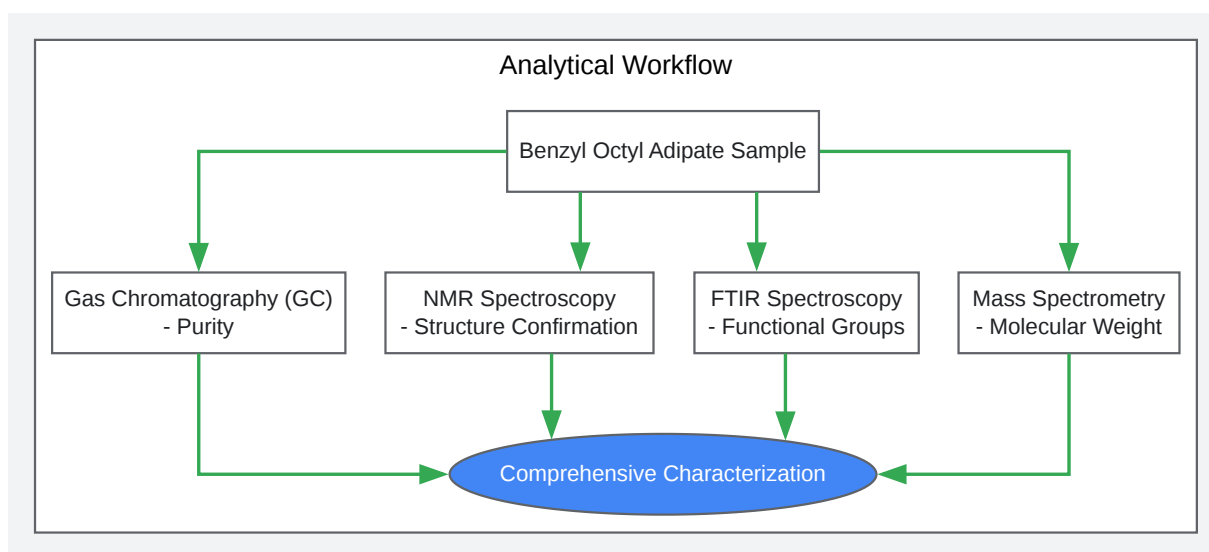 Analytical Workflow
Benzyl Octyl Adipate Sample
Gas Chromatography (GC)
- Purity
NMR Spectroscopy
- Structure Confirmation
FTIR Spectroscopy
- Functional Groups
Mass Spectrometry
- Molecular Weight
Comprehensive Characterization